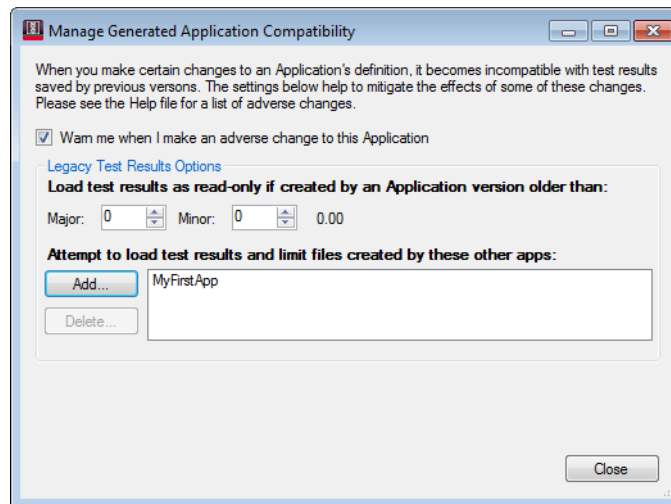 Manage Generated Application Compatibility
When you make certain changes to an Application's definition, it becomes incompatible with test results
saved by previous versons. The settings below help to mitigate the effects of some of these changes.
Please see the Help file for a list of adverse changes.
Warn me when I make an adverse change to this Application
Legacy Test Results Options
Load test results as read-only if created by an Application version older than:
Major: 0 Minor: 0 0.00
Attempt to load test results and limit files created by these other apps:
Add... MyFirstApp
Delete...
Close